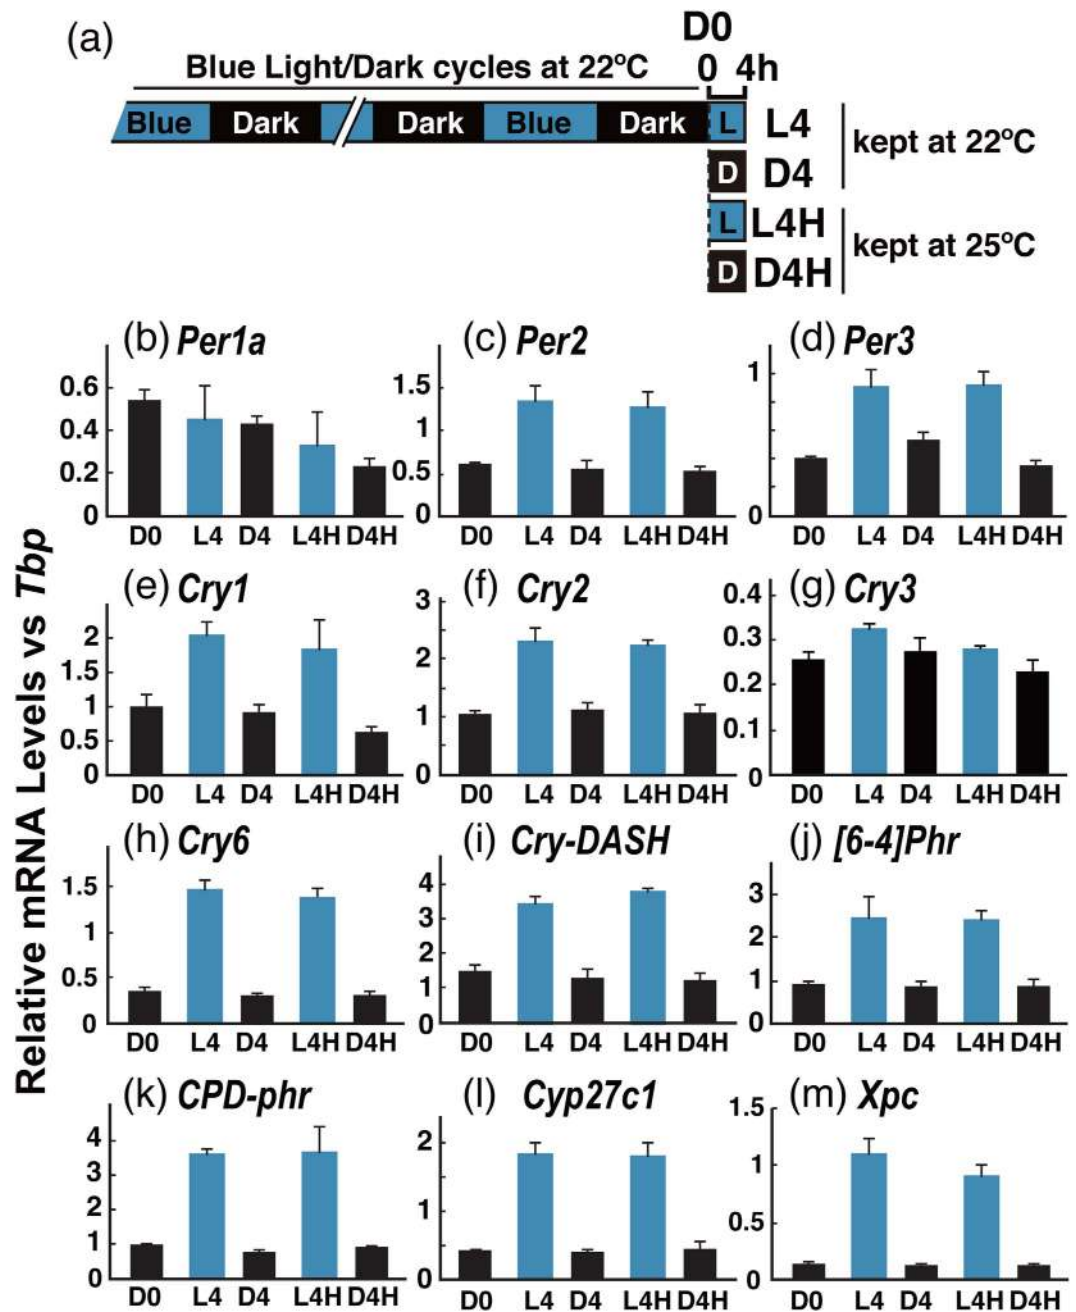 (a)
D0
Blue Light/Dark cycles at 22ºC 0 4h
Blue Dark Dark Blue Dark L L4
D D4
kept at 22ºC
L L4H
D D4H
kept at 25ºC
Relative mRNA Levels vs Tbp
(b) Per1a
0.6
0.4
0.2
0
D0 L4 D4 L4H D4H
(c) Per2
1.5
1
0.5
0
D0 L4 D4 L4H D4H
(d) Per3
1
0
D0 L4 D4 L4H D4H
(e) Cry1
2
1.5
1
0.5
0
D0 L4 D4 L4H D4H
(f) Cry2
3
2
1
0
D0 L4 D4 L4H D4H
(g) Cry3
0.4
0.3
0.2
0.1
0
D0 L4 D4 L4H D4H
(h) Cry6
1.5
1
0.5
0
D0 L4 D4 L4H D4H
(i) Cry-DASH
4
3
2
1
0
D0 L4 D4 L4H D4H
(j) [6-4]Phr
3
2
1
0
D0 L4 D4 L4H D4H
(k) CPD-phr
4
3
2
1
0
D0 L4 D4 L4H D4H
(l) Cyp27c1
2
1
0
D0 L4 D4 L4H D4H
(m) Xpc
1.5
1
0.5
0
D0 L4 D4 L4H D4H